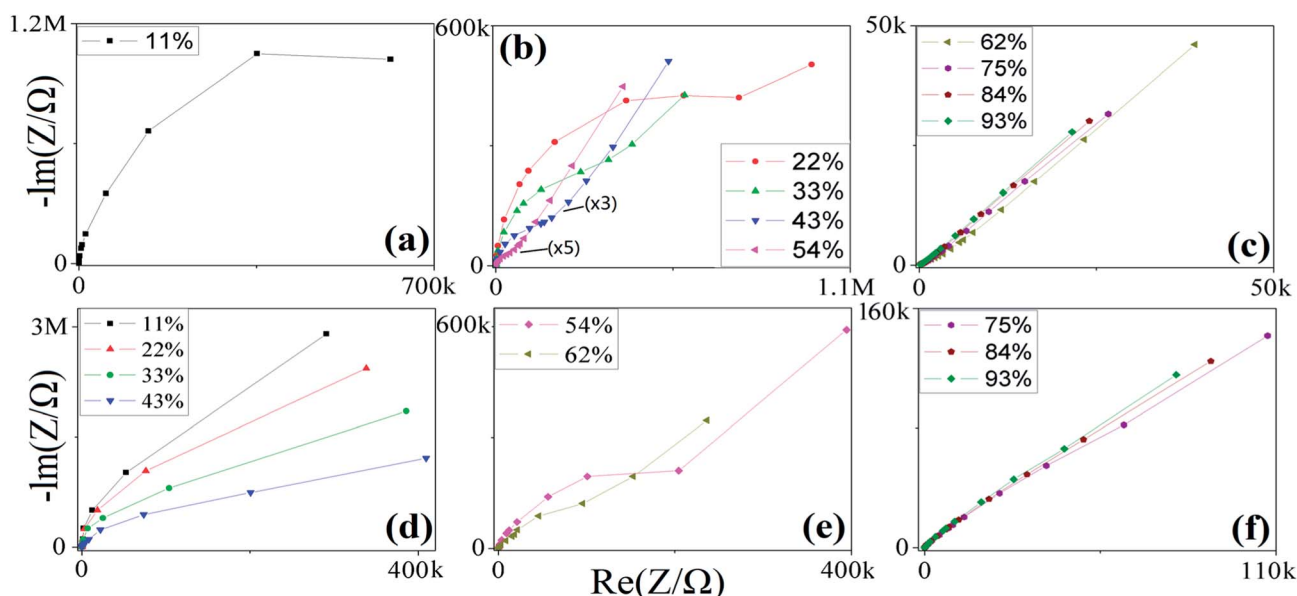 1.2M
11%
-Im(Z/Ω)
(a)
0
0
700k
600k
22%
33%
43%
54%
(x3)
(x5)
(b)
0
0
1.1M
50k
62%
75%
84%
93%
(c)
0
0
50k
3M
11%
22%
33%
43%
-Im(Z/Ω)
(d)
0
0
400k
600k
54%
62%
(e)
0
0
400k
160k
75%
84%
93%
(f)
0
0
110k
Re(Z/Ω)